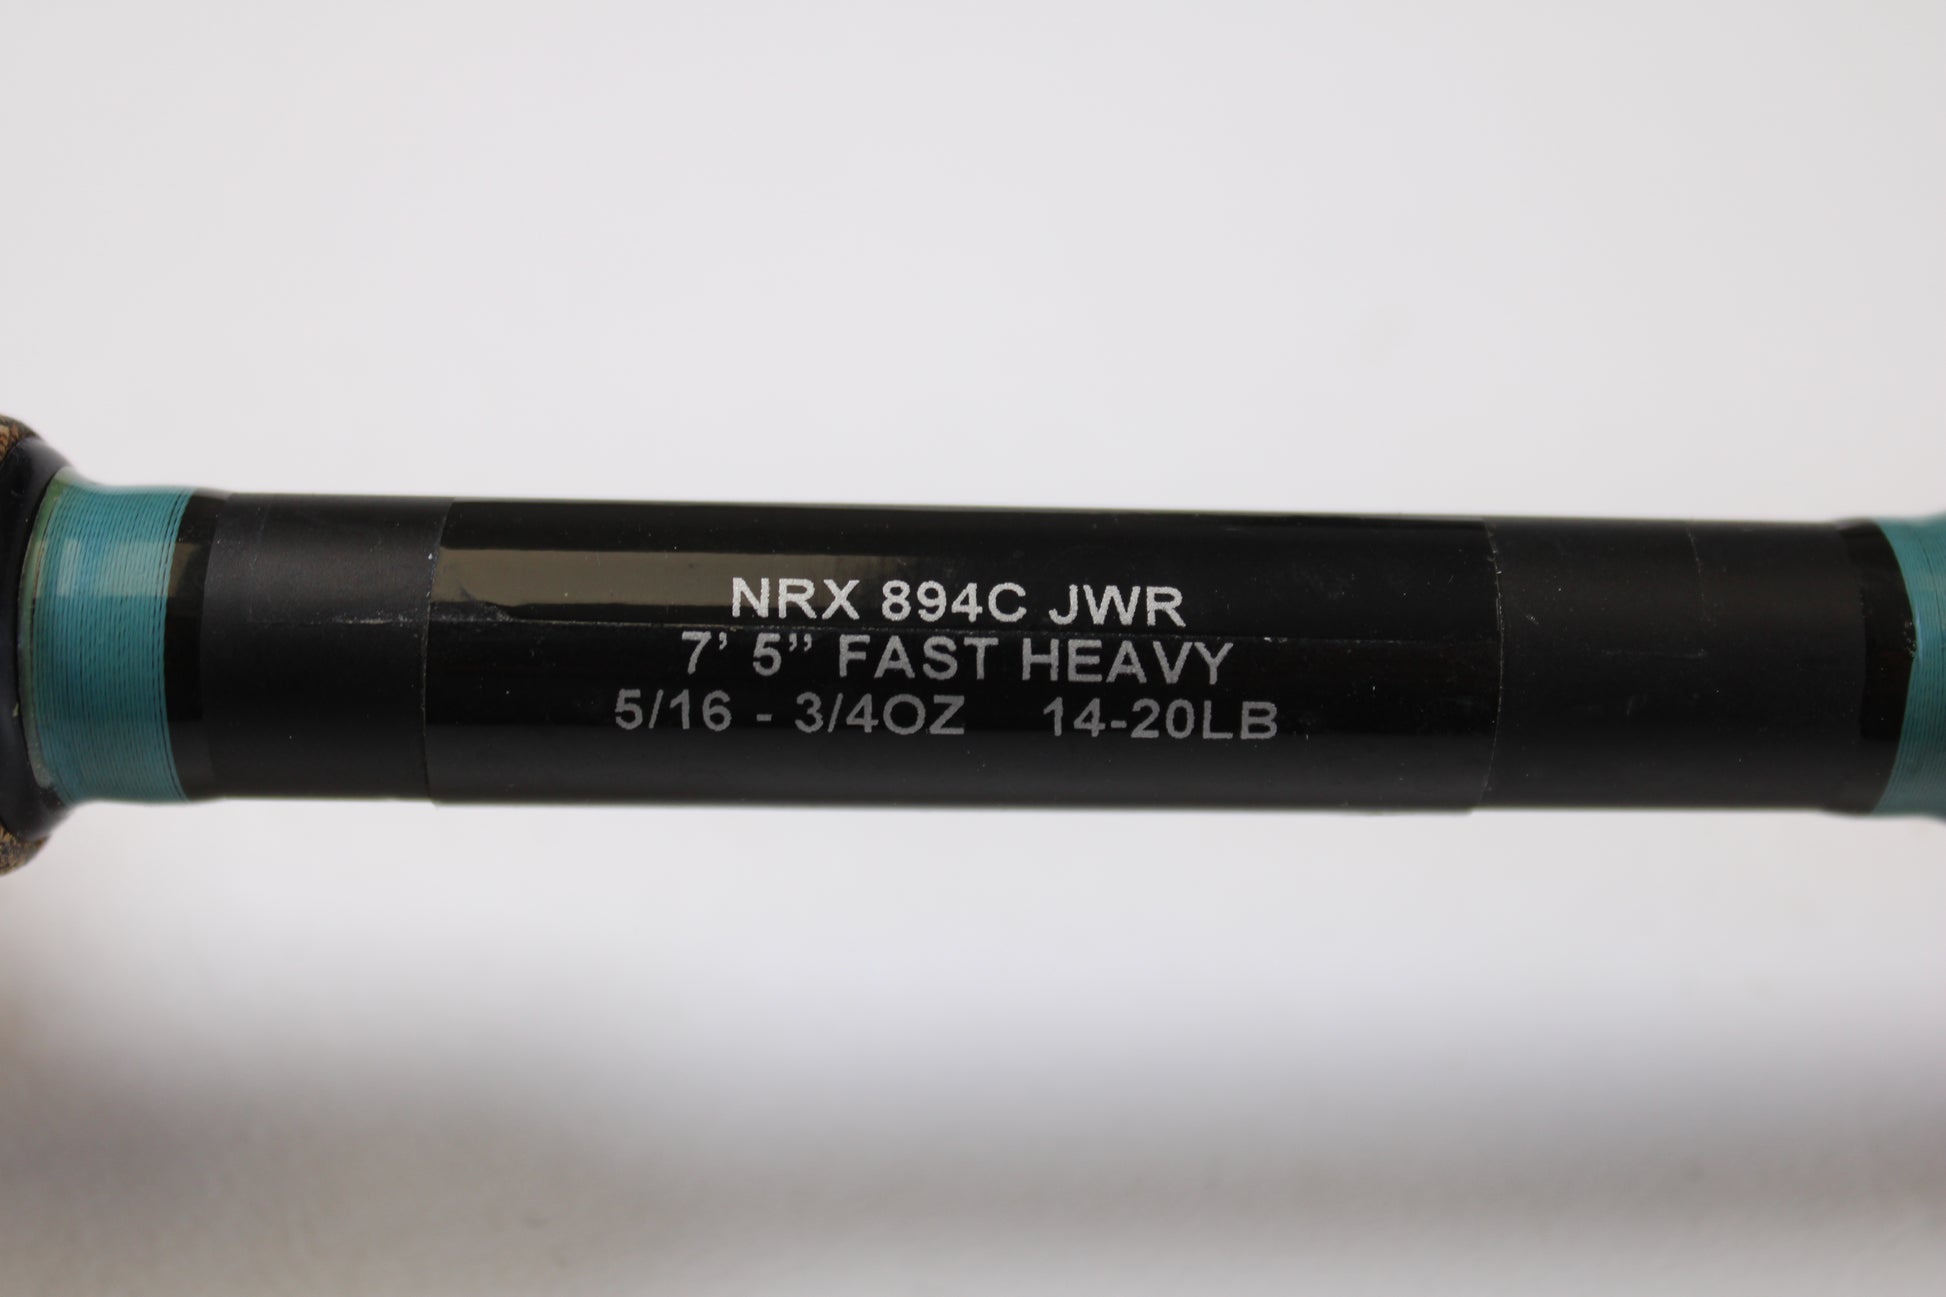 NRX 894C JWR
7’ 5” FAST HEAVY
5/16 - 3/4OZ 14-20LB